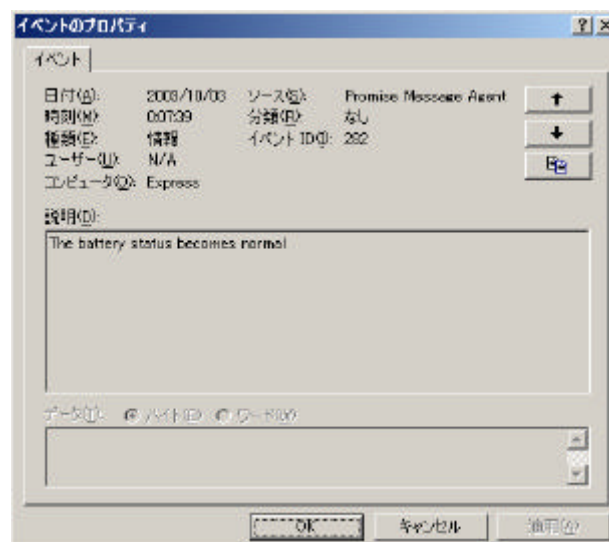 イベントのプロパティ
イベント
日付(A): 2003/10/03 ソース(S): Promise Message Agent
時刻(M): 0:07:39 分類(R): なし
種類(E): 情報 イベント ID(I): 292
ユーザー(U): N/A
コンピュータ(O): Express
説明(D):
The battery status becomes normal
データ(T): バイト(B) ワード(W)
OK キャンセル 適用(A)